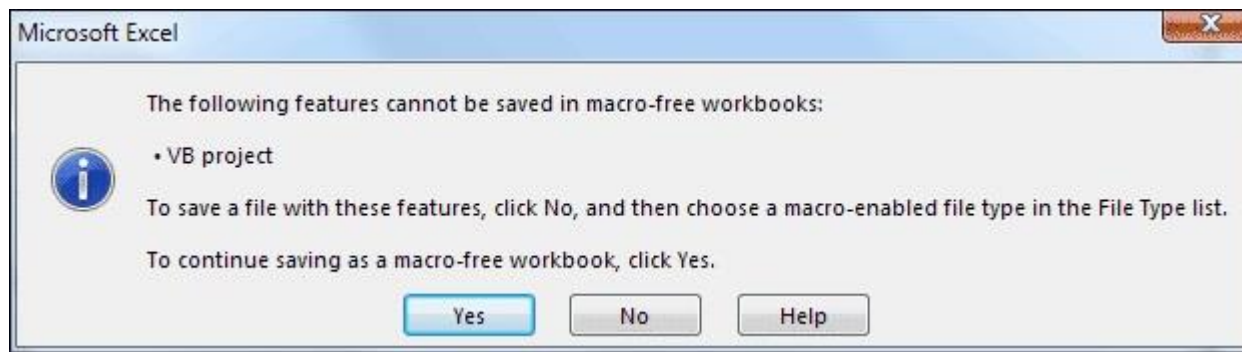 Microsoft Excel
The following features cannot be saved in macro-free workbooks:
• VB project
To save a file with these features, click No, and then choose a macro-enabled file type in the File Type list.
To continue saving as a macro-free workbook, click Yes.
Yes No Help